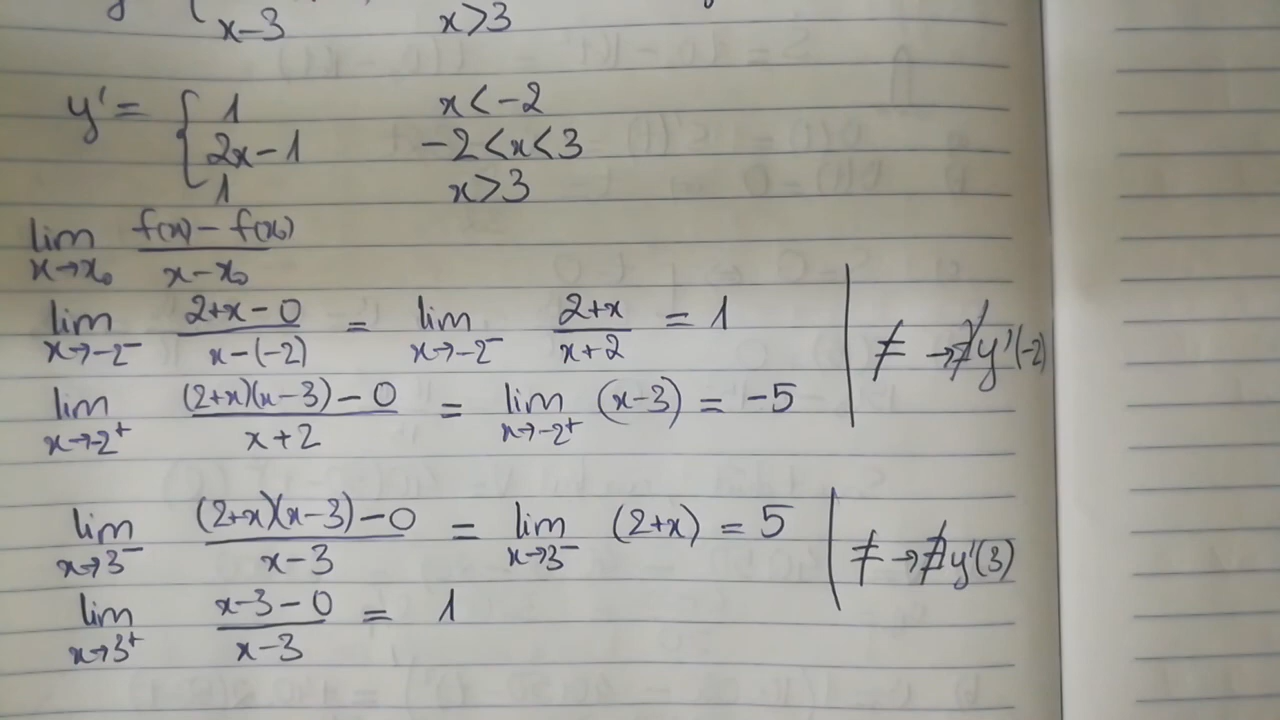 x-3 x>3
y' = { 1 x < -2
2x-1 -2<x<3
1 x>3
lim x→x₀ (f(x) - f(x₀))/(x-x₀)
lim x→-2⁻ (2+x-0)/(x-(-2)) = lim x→-2⁻ (2+x)/(x+2) = 1
≠ → ∄y'(-2)
lim x→-2⁺ ((2+x)(x-3)-0)/(x+2) = lim x→-2⁺ (x-3) = -5
lim x→3⁻ ((2+x)(x-3)-0)/(x-3) = lim x→3⁻ (2+x) = 5
≠ → ∄y'(3)
lim x→3⁺ (x-3-0)/(x-3) = 1